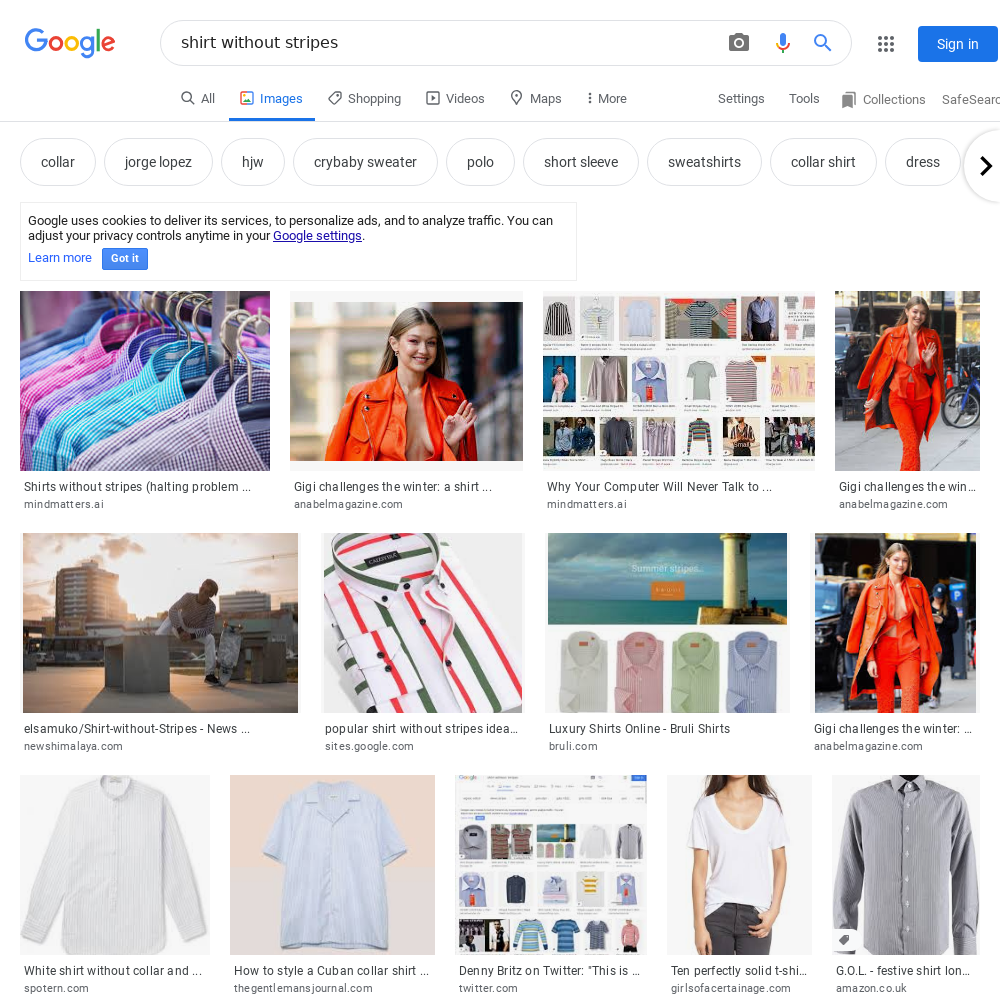 Google
shirt without stripes
Sign in
All
Images
Shopping
Videos
Maps
More
Settings
Tools
Collections
SafeSearc
collar
jorge lopez
hjw
crybaby sweater
polo
short sleeve
sweatshirts
collar shirt
dress
Google uses cookies to deliver its services, to personalize ads, and to analyze traffic. You can
adjust your privacy controls anytime in your Google settings.
Learn more
Got it
Shirts without stripes (halting problem ...
mindmatters.ai
Gigi challenges the winter: a shirt ...
anabelmagazine.com
Small
Why Your Computer Will Never Talk to ...
mindmatters.ai
Gigi challenges the win...
anabelmagazine.com
elsamuko/Shirt-without-Stripes - News ...
newshimalaya.com
popular shirt without stripes idea...
sites.google.com
Summer stripes...
Luxury Shirts Online - Bruli Shirts
bruli.com
Gigi challenges the winter: ...
anabelmagazine.com
White shirt without collar and ...
spotern.com
How to style a Cuban collar shirt ...
thegentlemansjournal.com
Google
shirt without stripes
Denny Britz on Twitter: "This is ...
twitter.com
Ten perfectly solid t-shi...
girlsofacertainage.com
G.O.L. - festive shirt lon...
amazon.co.uk